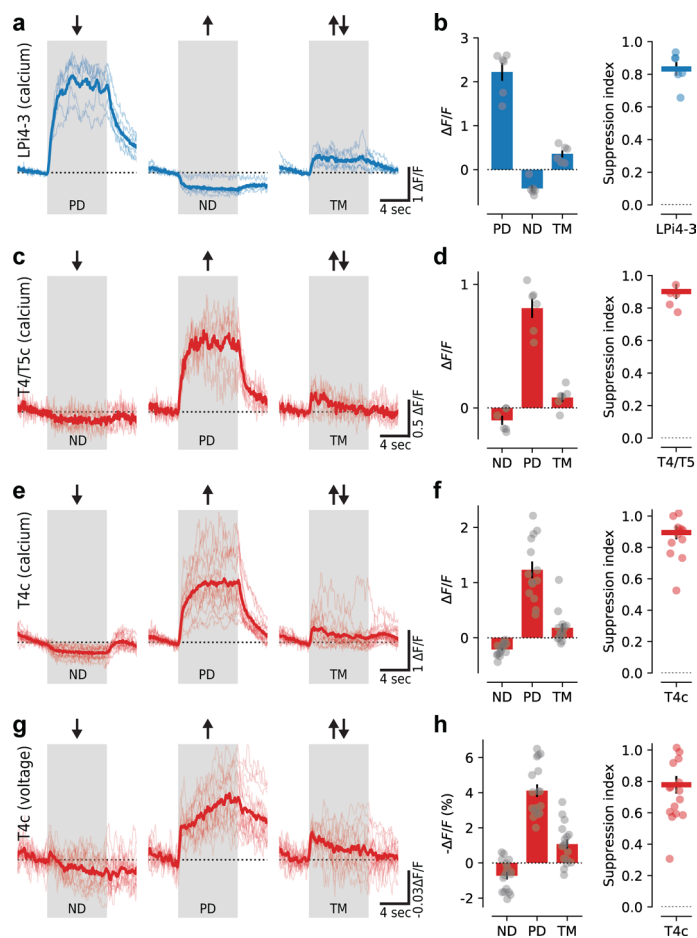 a
LPi4-3 (calcium)
PD
ND
TM
4 sec
1 ΔF/F
b
ΔF/F
3
2
1
0
PD
ND
TM
Suppression index
1.0
0.8
0.6
0.4
0.2
0.0
LPi4-3
c
T4/T5c (calcium)
ND
PD
TM
4 sec
0.5 ΔF/F
d
ΔF/F
1
0
ND
PD
TM
Suppression index
1.0
0.8
0.6
0.4
0.2
0.0
T4/T5
e
T4c (calcium)
ND
PD
TM
4 sec
1 ΔF/F
f
ΔF/F
2
1
0
ND
PD
TM
Suppression index
1.0
0.8
0.6
0.4
0.2
0.0
T4c
g
T4c (voltage)
ND
PD
TM
4 sec
-0.03ΔF/F
h
-ΔF/F (%)
6
4
2
0
-2
ND
PD
TM
Suppression index
1.0
0.8
0.6
0.4
0.2
0.0
T4c